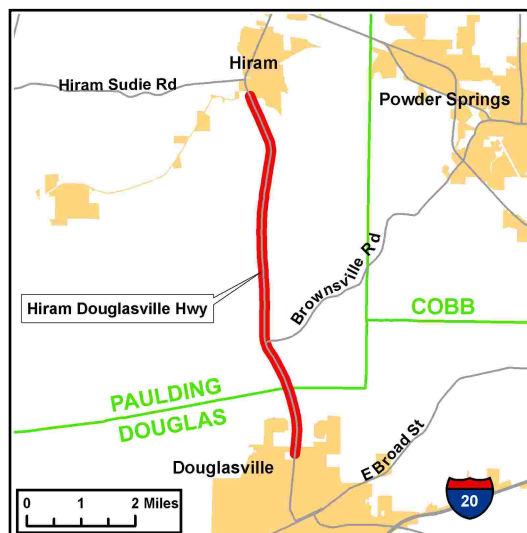 Hiram
Hiram Sudie Rd
Powder Springs
Brownsville Rd
Hiram Douglasville Hwy
COBB
PAULDING
DOUGLAS
Douglasville
E Broad St
0 1 2 Miles
20